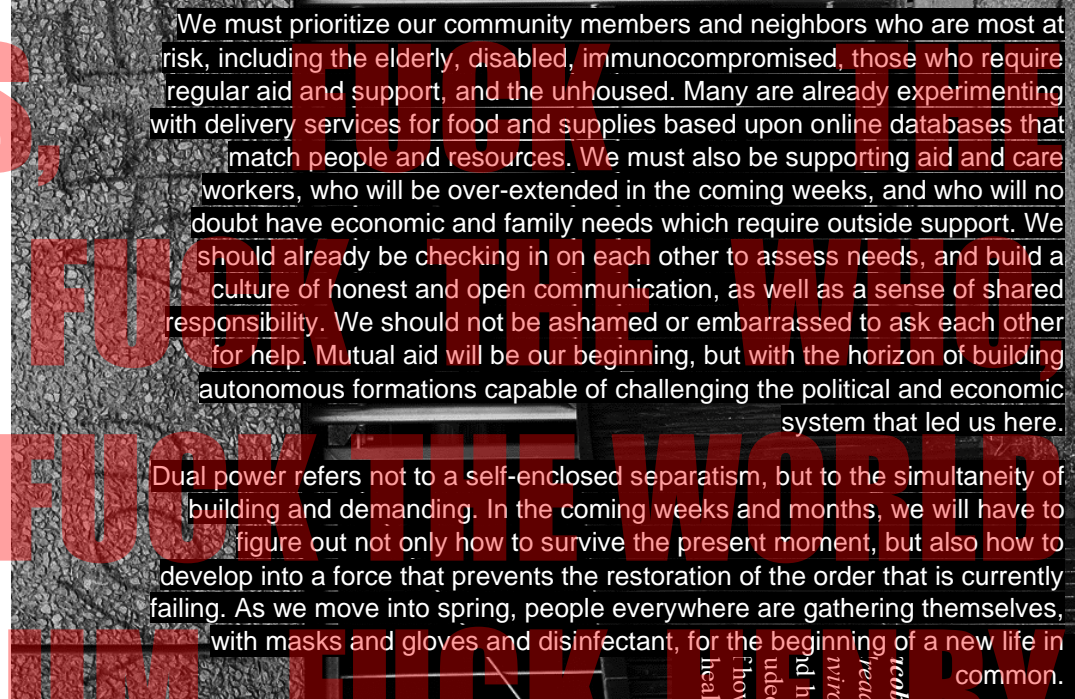 We must prioritize our community members and neighbors who are most at
risk, including the elderly, disabled, immunocompromised, those who require
regular aid and support, and the unhoused. Many are already experimenting
with delivery services for food and supplies based upon online databases that
match people and resources. We must also be supporting aid and care
workers, who will be over-extended in the coming weeks, and who will no
doubt have economic and family needs which require outside support. We
should already be checking in on each other to assess needs, and build a
culture of honest and open communication, as well as a sense of shared
responsibility. We should not be ashamed or embarrassed to ask each other
for help. Mutual aid will be our beginning, but with the horizon of building
autonomous formations capable of challenging the political and economic
system that led us here.
Dual power refers not to a self-enclosed separatism, but to the simultaneity of
building and demanding. In the coming weeks and months, we will have to
figure out not only how to survive the present moment, but also how to
develop into a force that prevents the restoration of the order that is currently
failing. As we move into spring, people everywhere are gathering themselves,
with masks and gloves and disinfectant, for the beginning of a new life in
common.
S, FUCK THE
FUCK THE WHO,
FUCK THE WORLD
FUCK